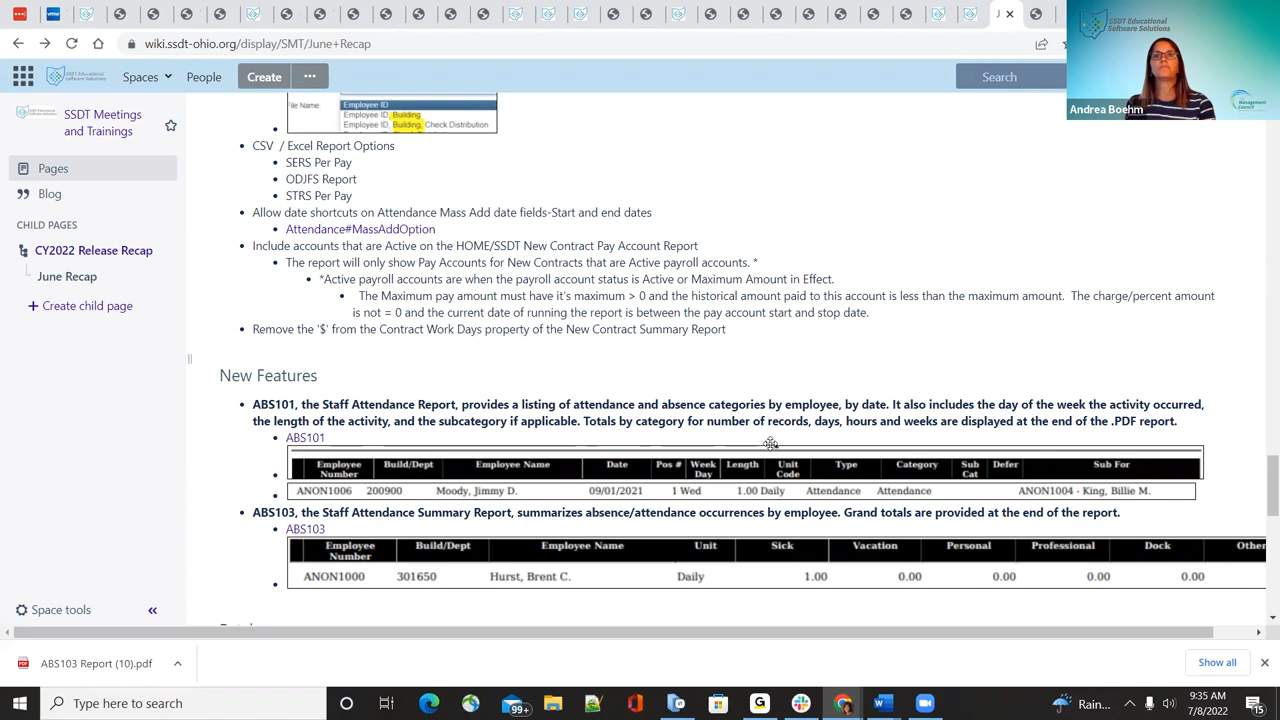 J
SSDT Educational
Software Solutions
wiki.ssdt-ohio.org/display/SMT/June+Recap
Spaces
People
Create
Search
Management
Council
Andrea Boehm
SSDT Meetings
and Trainings
Pages
Blog
CHILD PAGES
CY2022 Release Recap
June Recap
+ Create child page
File Name:
Employee ID
Employee ID, Building
Employee ID, Building, Check Distribution
• CSV / Excel Report Options
• SERS Per Pay
• ODJFS Report
• STRS Per Pay
• Allow date shortcuts on Attendance Mass Add date fields-Start and end dates
• Attendance#MassAddOption
• Include accounts that are Active on the HOME/SSDT New Contract Pay Account Report
• The report will only show Pay Accounts for New Contracts that are Active payroll accounts. *
• *Active payroll accounts are when the payroll account status is Active or Maximum Amount in Effect.
▪ The Maximum pay amount must have it's maximum > 0 and the historical amount paid to this account is less than the maximum amount. The charge/percent amount
is not = 0 and the current date of running the report is between the pay account start and stop date.
• Remove the '$' from the Contract Work Days property of the New Contract Summary Report
New Features
• ABS101, the Staff Attendance Report, provides a listing of attendance and absence categories by employee, by date. It also includes the day of the week the activity occurred,
the length of the activity, and the subcategory if applicable. Totals by category for number of records, days, hours and weeks are displayed at the end of the .PDF report.
• ABS101
Employee Number Build/Dept Employee Name Date Pos # Week Day Length Unit Code Type Category Sub Cat Defer Sub For
ANON1006 200900 Moody, Jimmy D. 09/01/2021 1 Wed 1.00 Daily Attendance Attendance ANON1004 - King, Billie M.
• ABS103, the Staff Attendance Summary Report, summarizes absence/attendance occurrences by employee. Grand totals are provided at the end of the report.
• ABS103
Employee Number Build/Dept Employee Name Unit Sick Vacation Personal Professional Dock Other
ANON1000 301650 Hurst, Brent C. Daily 1.00 0.00 0.00 0.00 0.00
Space tools
ABS103 Report (10).pdf
Show all
Type here to search
99+
Rain...
9:35 AM
7/8/2022
15